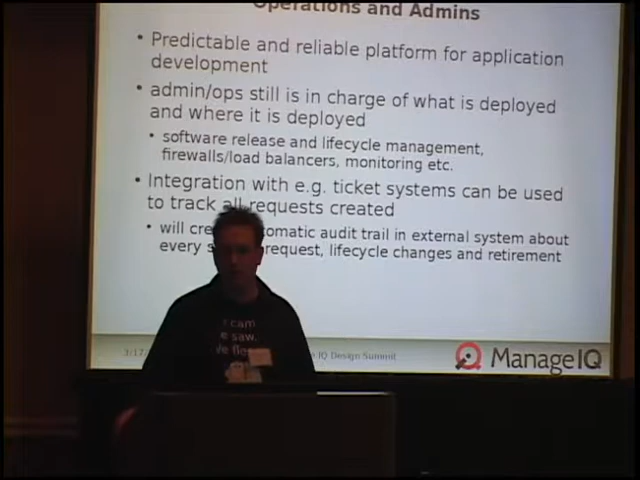 Operations and Admins
• Predictable and reliable platform for application
development
• admin/ops still is in charge of what is deployed
and where it is deployed
• software release and lifecycle management,
firewalls/load balancers, monitoring etc.
• Integration with e.g. ticket systems can be used
to track all requests created
• will automatic audit trail in external system about
every request, lifecycle changes and retirement
IQ Design Summit
ManageIQ
cam
saw.